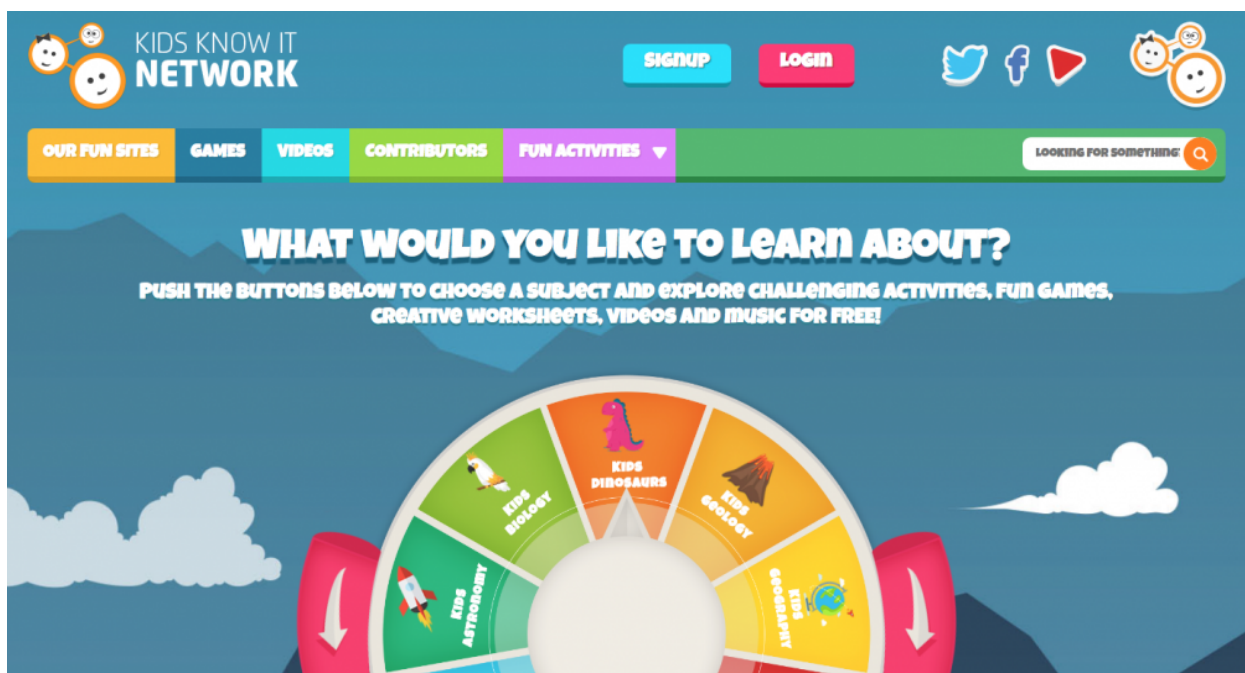 KIDS KNOW IT
NETWORK
SIGNUP
LOGIN
OUR FUN SITES
GAMES
VIDEOS
CONTRIBUTORS
FUN ACTIVITIES
LOOKING FOR SOMETHING
WHAT WOULD YOU LIKE TO LEARN ABOUT?
PUSH THE BUTTONS BELOW TO CHOOSE A SUBJECT AND EXPLORE CHALLENGING ACTIVITIES, FUN GAMES,
CREATIVE WORKSHEETS, VIDEOS AND MUSIC FOR FREE!
KIDS
ASTRONOMY
KIDS
BIOLOGY
KIDS
DINOSAURS
KIDS
GEOLOGY
KIDS
GEOGRAPHY